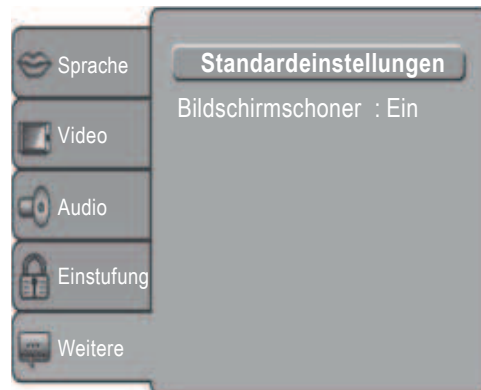 Sprache
Video
Audio
Einstufung
Weitere
Standardeinstellungen
Bildschirmschoner : Ein